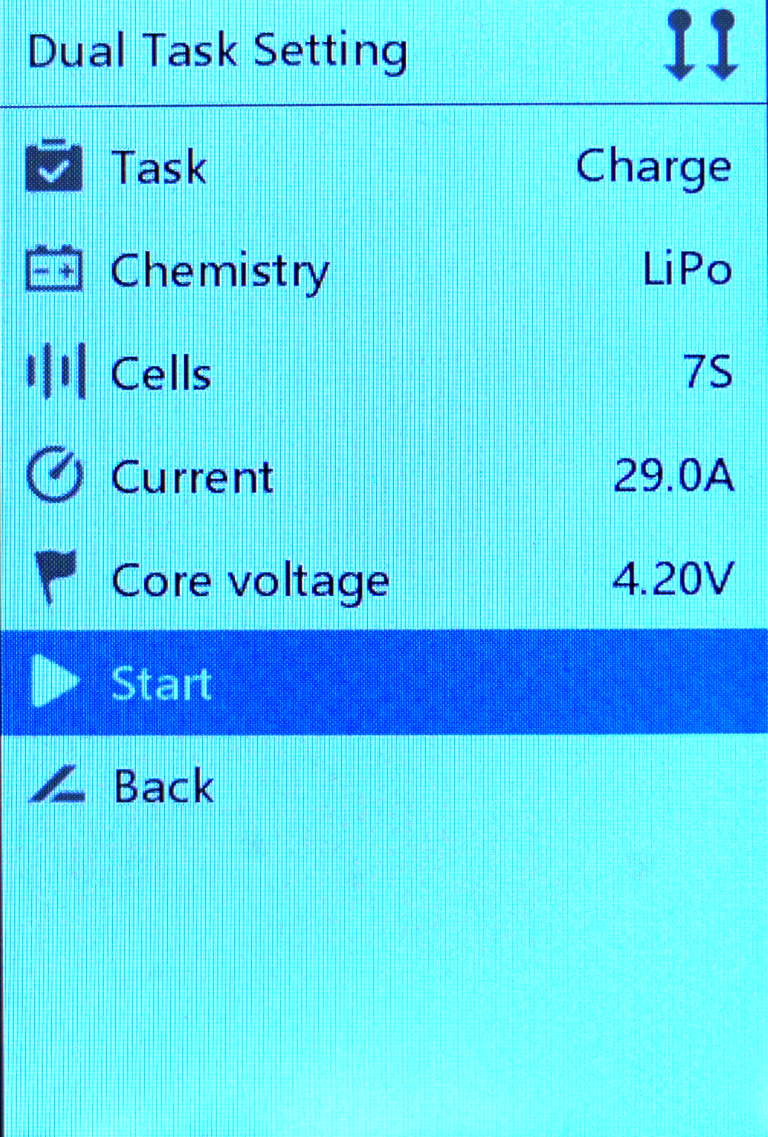 Dual Task Setting
Task Charge
Chemistry LiPo
Cells 7S
Current 29.0A
Core voltage 4.20V
Start
Back